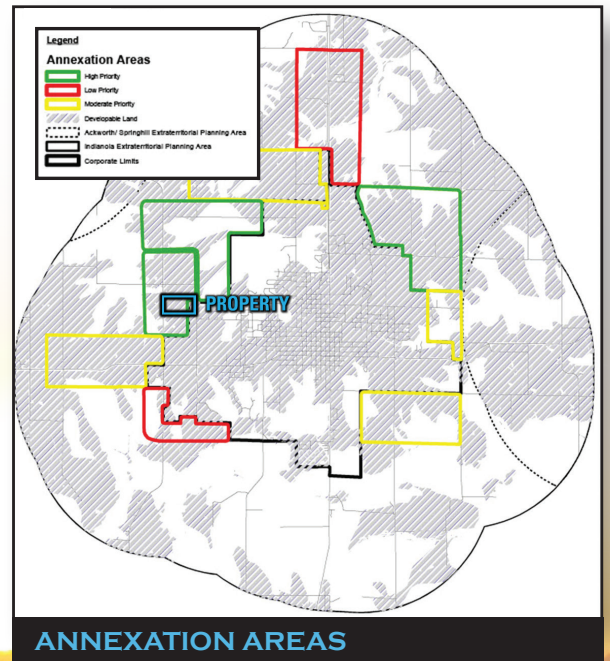 Legend
Annexation Areas
High Priority
Low Priority
Moderate Priority
Developable Land
Ackworth/ Springhill Extraterritorial Planning Area
Indianola Extraterritorial Planning Area
Corporate Limits
PROPERTY
ANNEXATION AREAS